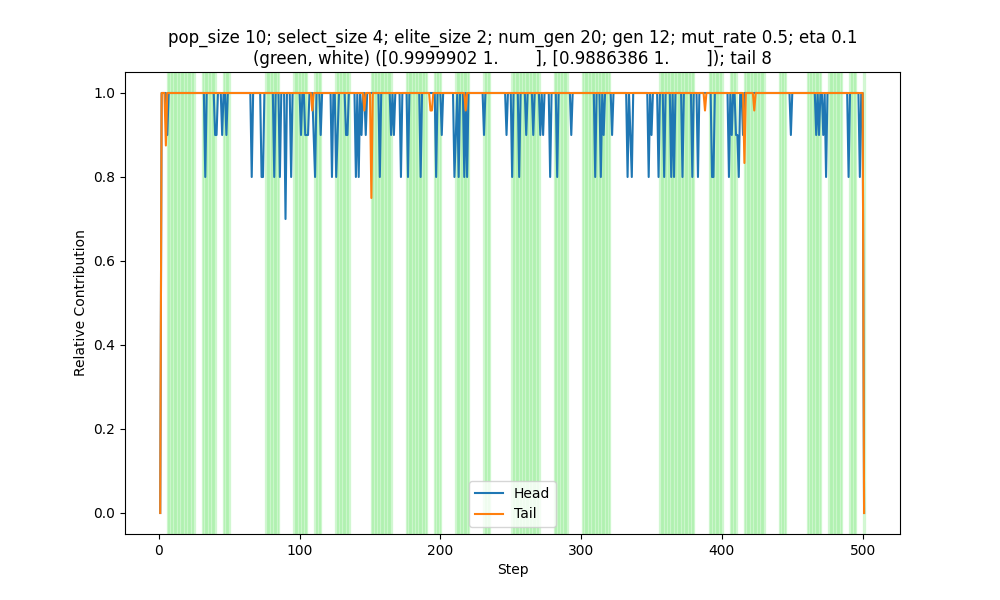 pop_size 10; select_size 4; elite_size 2; num_gen 20; gen 12; mut_rate 0.5; eta 0.1
(green, white) ([0.9999902 1.        ], [0.9886386 1.        ]); tail 8
1.0
0.8
0.6
0.4
0.2
0.0
Relative Contribution
Head
Tail
0
100
200
300
400
500
Step